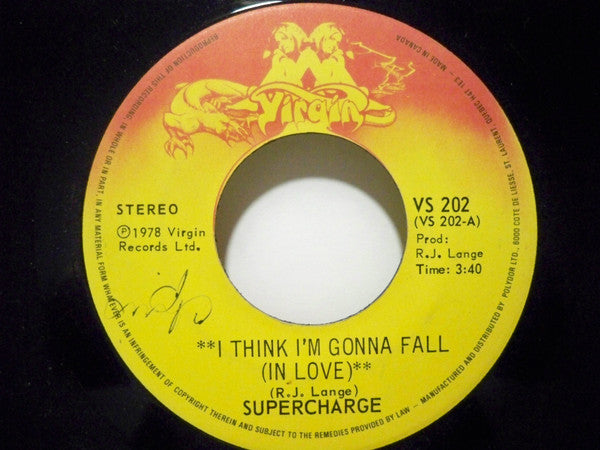 Virgin
STEREO
Ⓟ1978 Virgin
Records Ltd.
VS 202
(VS 202-A)
Prod:
R.J. Lange
Time: 3:40
**I THINK I'M GONNA FALL
(IN LOVE)**
(R.J. Lange)
SUPERCHARGE
REPRODUCTION OF THIS RECORDING, IN WHOLE OR IN PART, IN ANY MATERIAL FORM WHATEVER IS AN INFRINGEMENT OF COPYRIGHT THEREIN AND SUBJECT TO THE REMEDIES PROVIDED BY LAW – MANUFACTURED AND DISTRIBUTED BY POLYDOR LTD., 6000 COTE DE LIESSE, ST. LAURENT, QUEBEC H4T 1E3 – MADE IN CANADA